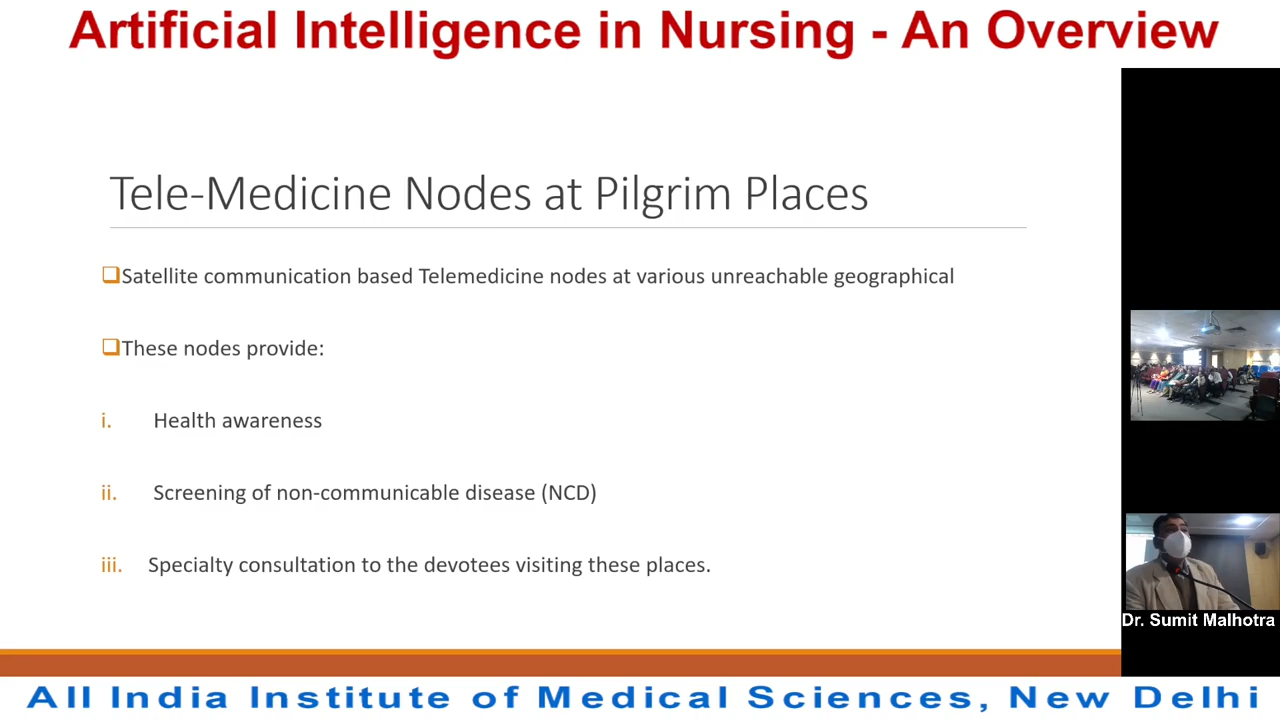 Artificial Intelligence in Nursing - An Overview
Tele-Medicine Nodes at Pilgrim Places
Satellite communication based Telemedicine nodes at various unreachable geographical
These nodes provide:
i. Health awareness
ii. Screening of non-communicable disease (NCD)
iii. Specialty consultation to the devotees visiting these places.
Dr. Sumit Malhotra
All India Institute of Medical Sciences, New Delhi